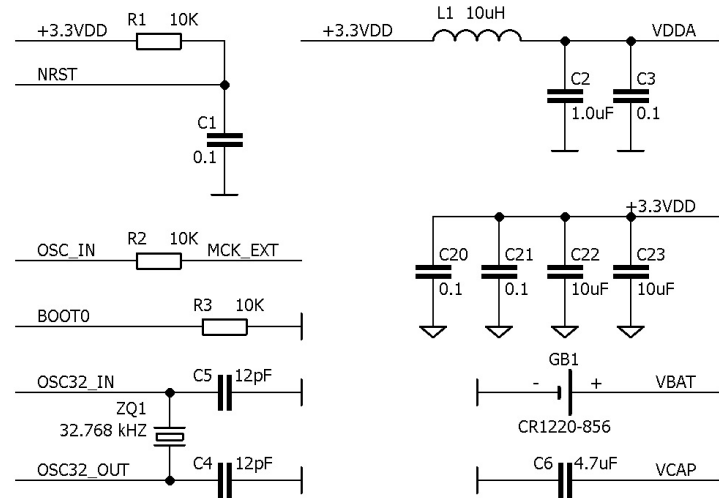 R1 10K
+3.3VDD
NRST
C1
0.1
L1 10uH
+3.3VDD
VDDA
C2
1.0uF
C3
0.1
R2 10K
OSC_IN
MCK_EXT
R3 10K
BOOT0
+3.3VDD
C20
0.1
C21
0.1
C22
10uF
C23
10uF
OSC32_IN
C5 12pF
ZQ1
32.768 kHZ
OSC32_OUT
C4 12pF
GB1
- +
VBAT
CR1220-856
C6 4.7uF
VCAP